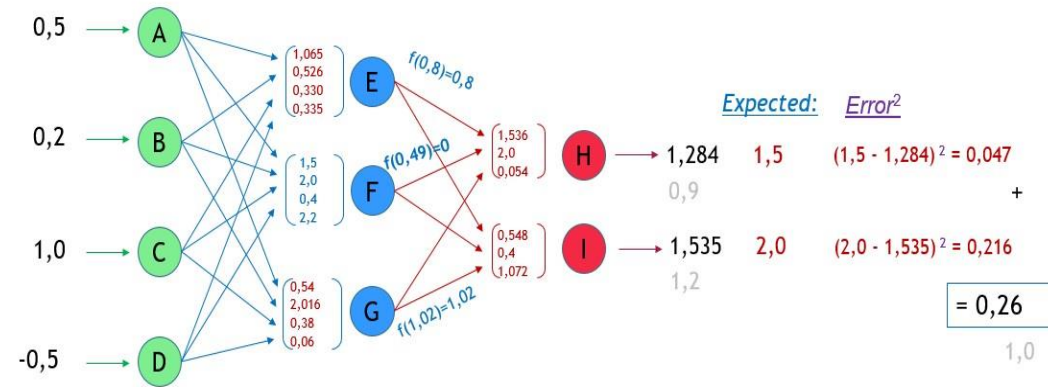 0,5
A
1,065
0,526
0,330
0,335
E
f(0,8)=0,8
Expected:
Error²
0,2
B
1,5
2,0
0,4
2,2
F
f(0,49)=0
1,536
2,0
0,054
H
1,284
1,5
(1,5 - 1,284) ² = 0,047
0,9
+
1,0
C
0,548
0,4
1,072
I
1,535
2,0
(2,0 - 1,535) ² = 0,216
1,2
0,54
2,016
0,38
0,06
G
f(1,02)=1,02
= 0,26
-0,5
D
1,0